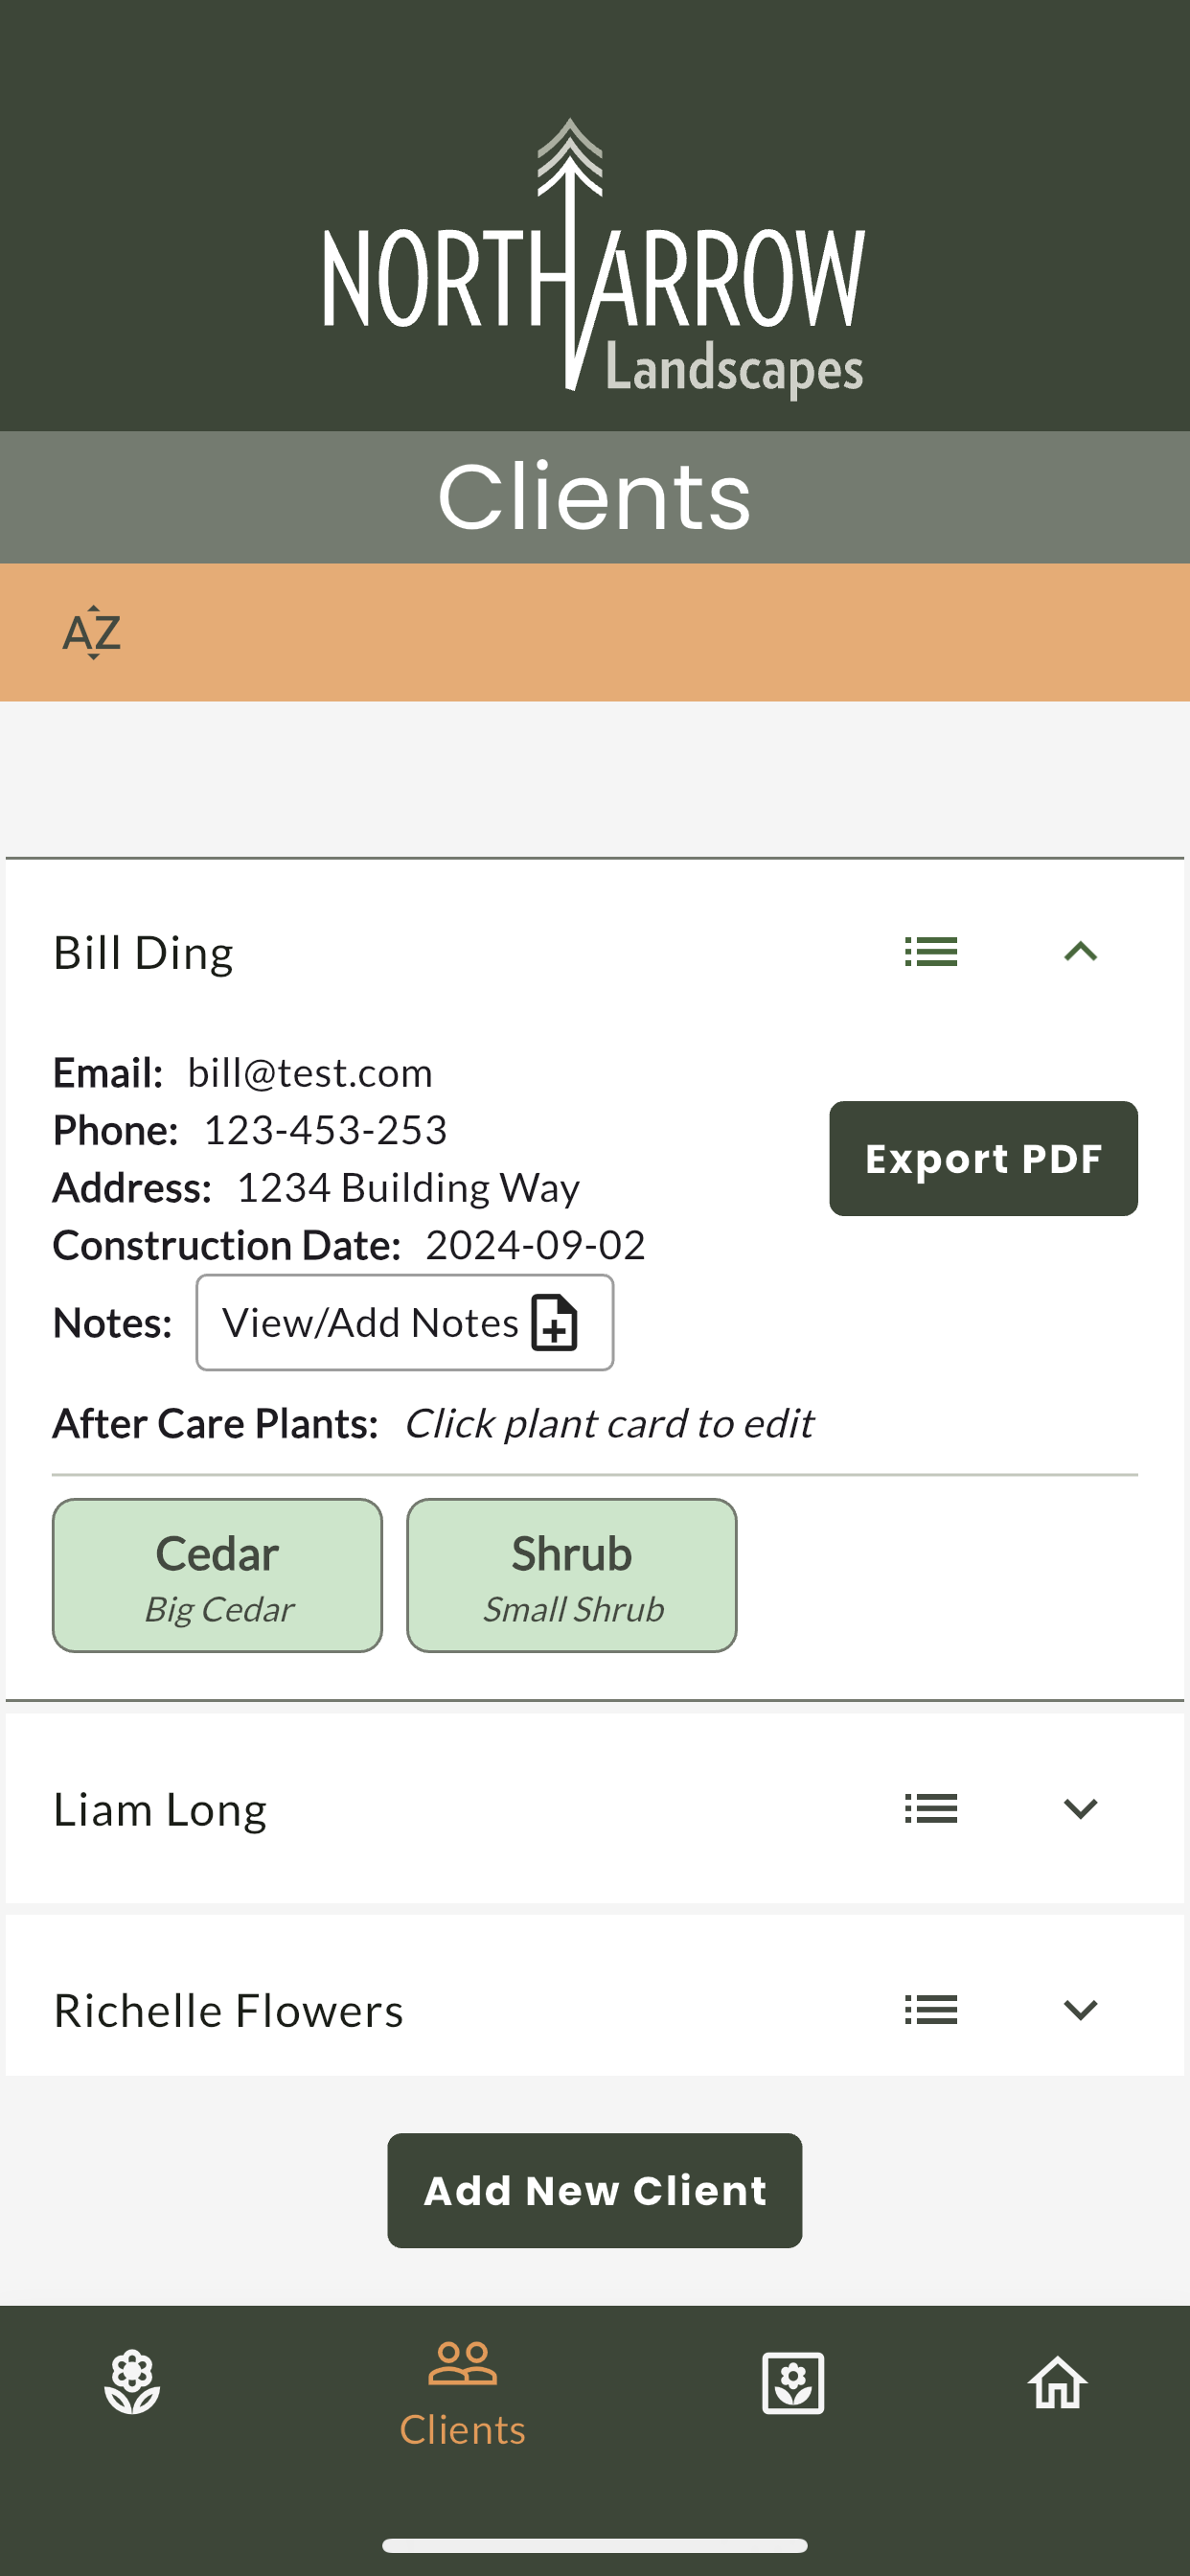 NORTHARROW
Landscapes
Clients
AZ
Bill Ding
Email: bill@test.com
Phone: 123-453-253
Export PDF
Address: 1234 Building Way
Construction Date: 2024-09-02
Notes: View/Add Notes
After Care Plants: Click plant card to edit
Cedar
Big Cedar
Shrub
Small Shrub
Liam Long
Richelle Flowers
Add New Client
Clients